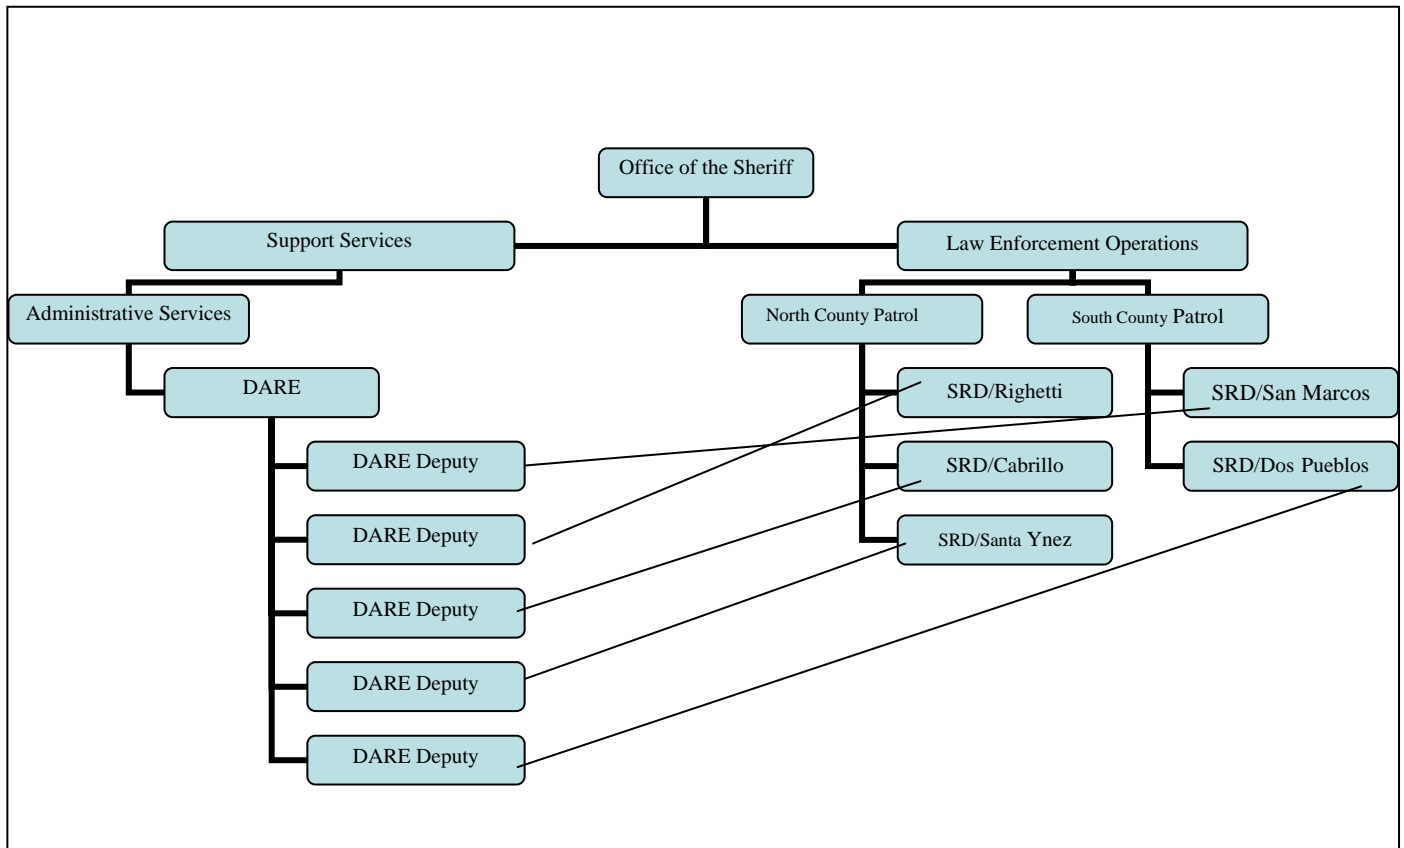 Office of the Sheriff
Support Services
Law Enforcement Operations
Administrative Services
North County Patrol
South County Patrol
DARE
SRD/Righetti
SRD/San Marcos
DARE Deputy
SRD/Cabrillo
SRD/Dos Pueblos
DARE Deputy
SRD/Santa Ynez
DARE Deputy
DARE Deputy
DARE Deputy